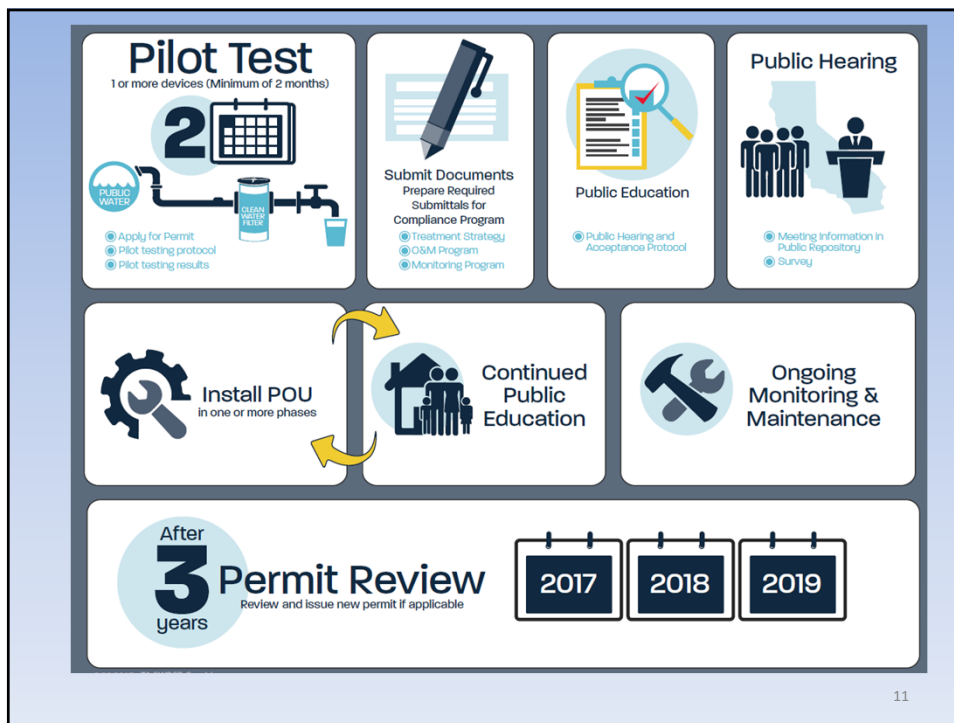 Pilot Test
1 or more devices (Minimum of 2 months)
2
PUBLIC
WATER
CLEAN
WATER
FILTER
Apply for Permit
Pilot testing protocol
Pilot testing results
Submit Documents
Prepare Required
Submittals for
Compliance Program
Treatment Strategy
O&M Program
Monitoring Program
Public Education
Public Hearing and
Acceptance Protocol
Public Hearing
Meeting Information in
Public Repository
Survey
Install POU
in one or more phases
Continued
Public
Education
Ongoing
Monitoring &
Maintenance
After
3
years
Permit Review
Review and issue new permit if applicable
2017
2018
2019
11